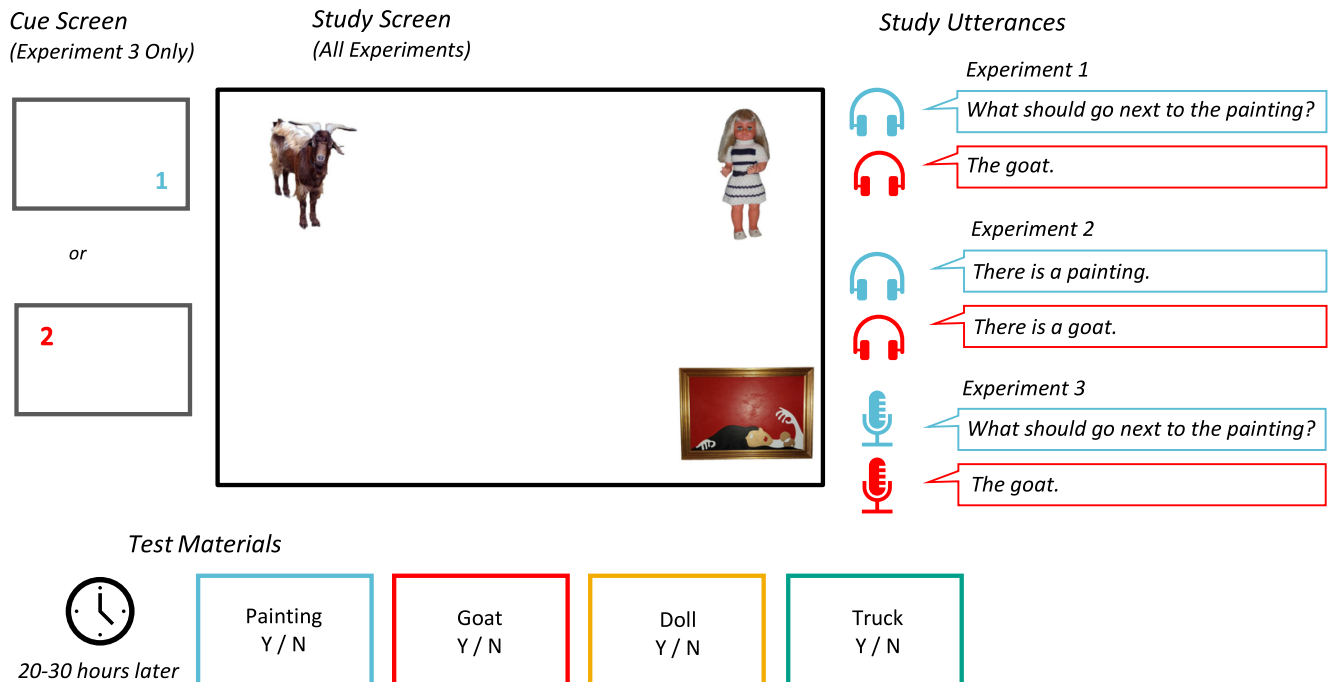 Cue Screen
(Experiment 3 Only)
1
or
2
Study Screen
(All Experiments)
Study Utterances
Experiment 1
What should go next to the painting?
The goat.
Experiment 2
There is a painting.
There is a goat.
Experiment 3
What should go next to the painting?
The goat.
Test Materials
20-30 hours later
Painting
Y / N
Goat
Y / N
Doll
Y / N
Truck
Y / N